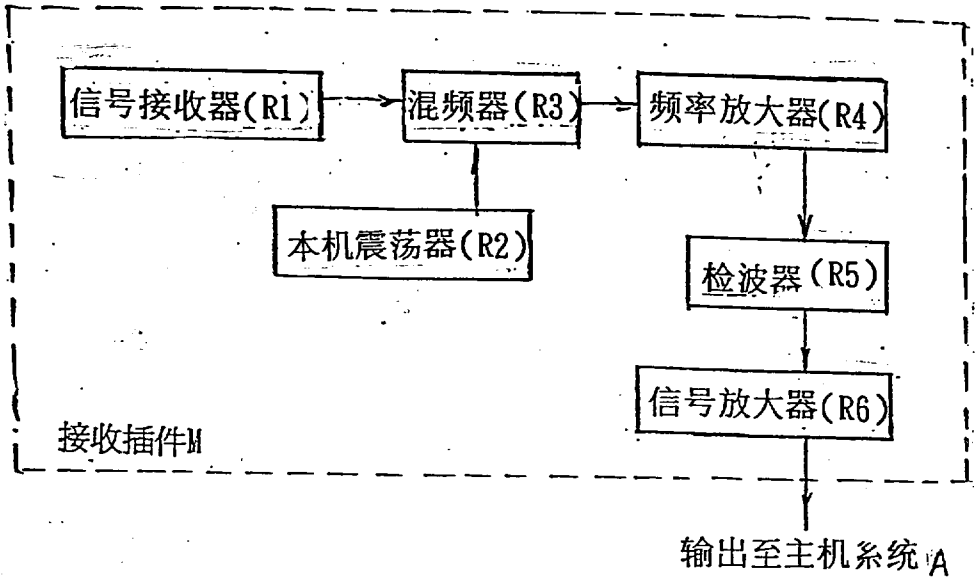 信号接收器(R1)
混频器(R3)
频率放大器(R4)
本机震荡器(R2)
检波器(R5)
信号放大器(R6)
接收插件M
输出至主机系统A